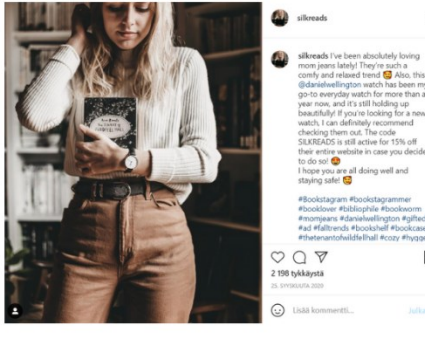 silkreads
silkreads I've been absolutely loving
mom jeans lately! They're such a
comfy and relaxed trend 🥰 Also, this
@danielwellington watch has been my
go-to everyday watch for more than a
year now, and it's still holding up
beautifully! If you're looking for a new
watch, I can definitely recommend
checking them out. The code
SILKREADS is still active for 15% off
their entire website in case you decide
to do so! 😍
I hope you are all doing well and
staying safe! 🥰
#Bookstagram #bookstagrammer
#booklover #bibliophile #bookworm
#momjeans #danielwellington #gifted
#ad #falltrends #bookshelf #bookcase
#thetenantofwildfellhall #cozy #hygge
2 198 tykkäystä
25. SYYSKUUTA 2020
Lisää kommentti...
Julka